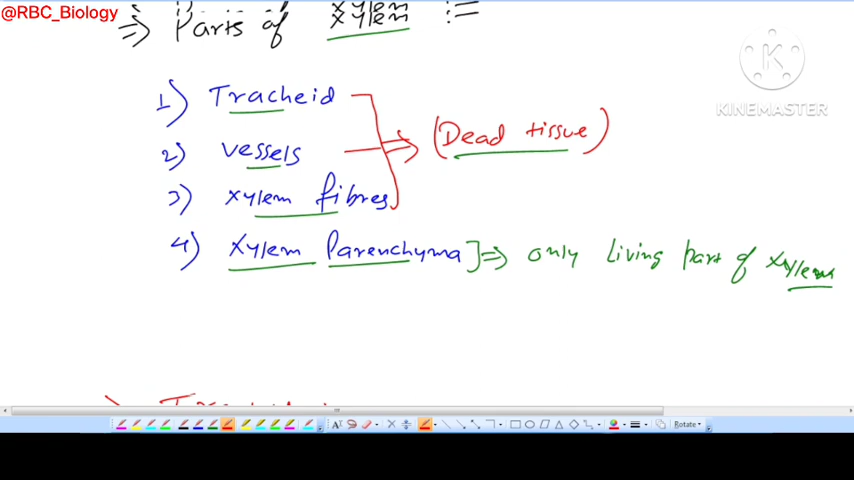 @RBC_Biology
⇒ Parts of xylem :=
KINEMASTER
1) Tracheid
(Dead tissue)
2) vessels
3) xylem fibres
4) Xylem Parenchyma ] ⇒ only living part of xylem
Rotate